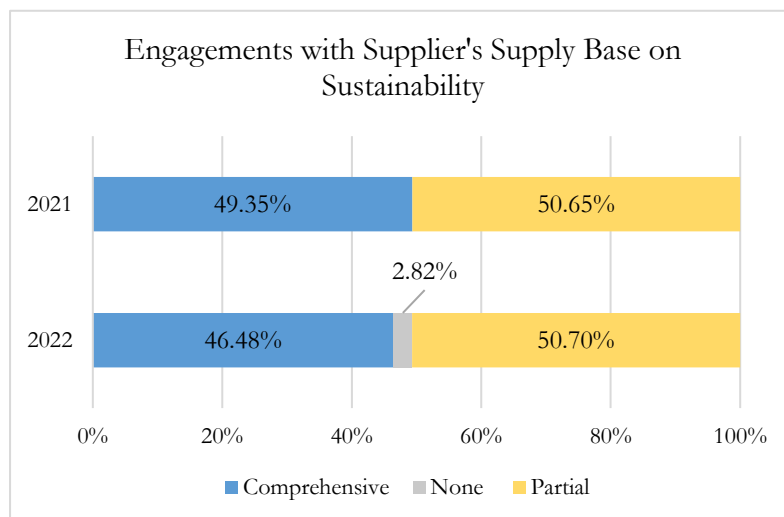 Engagements with Supplier's Supply Base on
Sustainability
2021
49.35%
50.65%
2.82%
2022
46.48%
50.70%
0%
20%
40%
60%
80%
100%
Comprehensive
None
Partial